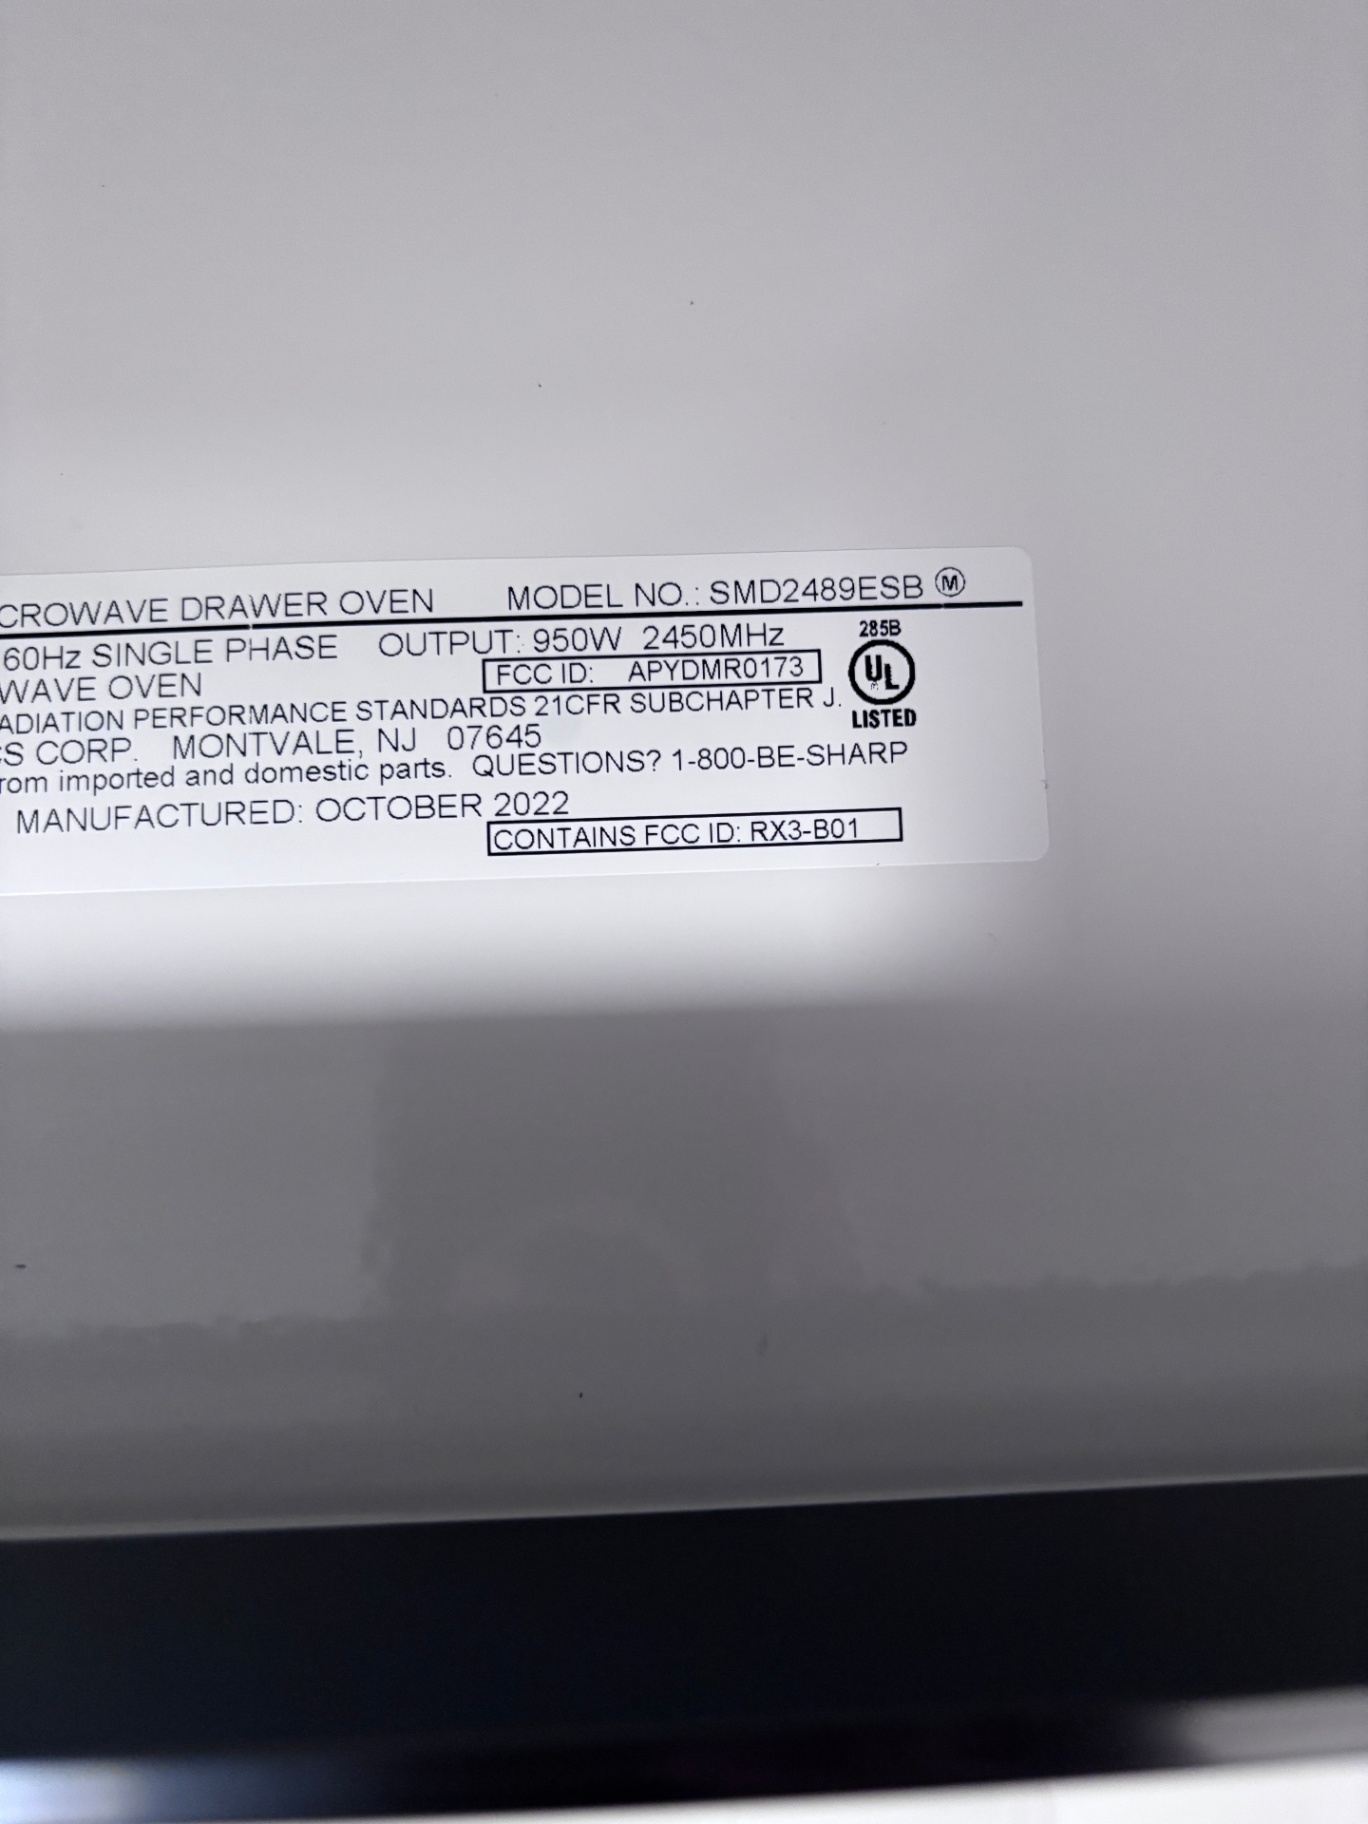 CROWAVE DRAWER OVEN MODEL NO.: SMD2489ESB Ⓜ
60Hz SINGLE PHASE OUTPUT: 950W 2450MHz
285B
WAVE OVEN FCC ID: APYDMR0173
UL
LISTED
ADIATION PERFORMANCE STANDARDS 21CFR SUBCHAPTER J.
CS CORP. MONTVALE, NJ 07645
rom imported and domestic parts. QUESTIONS? 1-800-BE-SHARP
MANUFACTURED: OCTOBER 2022
CONTAINS FCC ID: RX3-B01